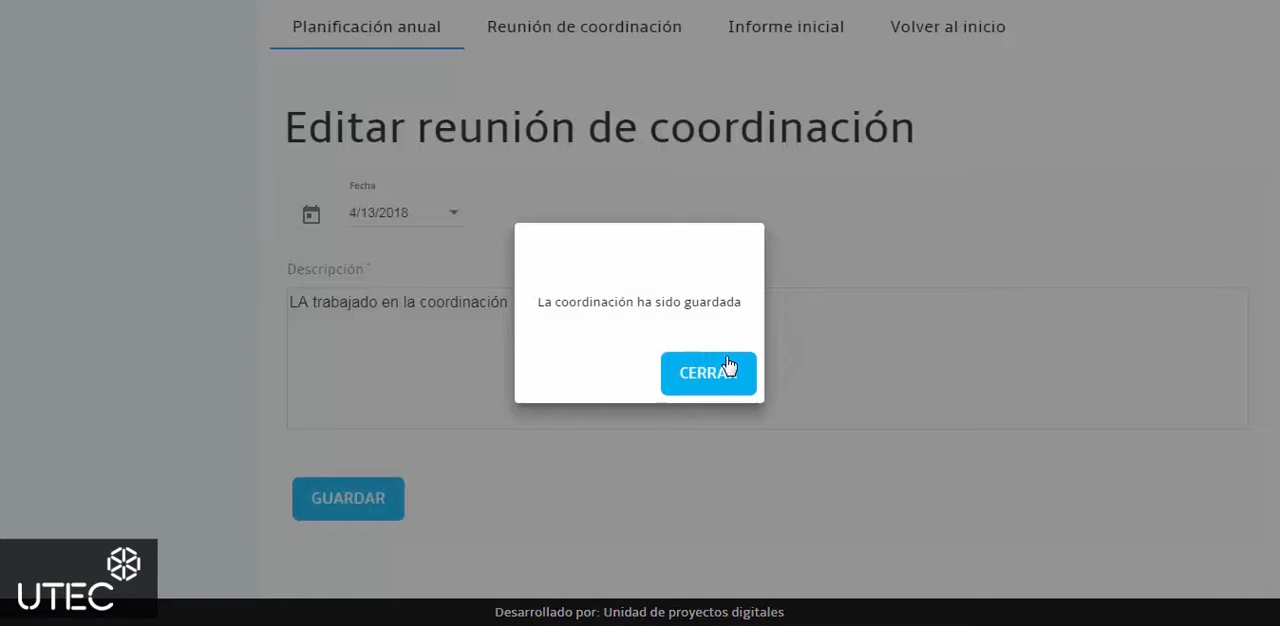 Planificación anual Reunión de coordinación Informe inicial Volver al inicio
Editar reunión de coordinación
Fecha
4/13/2018
Descripción *
LA trabajado en la coordinación
La coordinación ha sido guardada
GUARDAR
UTEC
Desarrollado por: Unidad de proyectos digitales